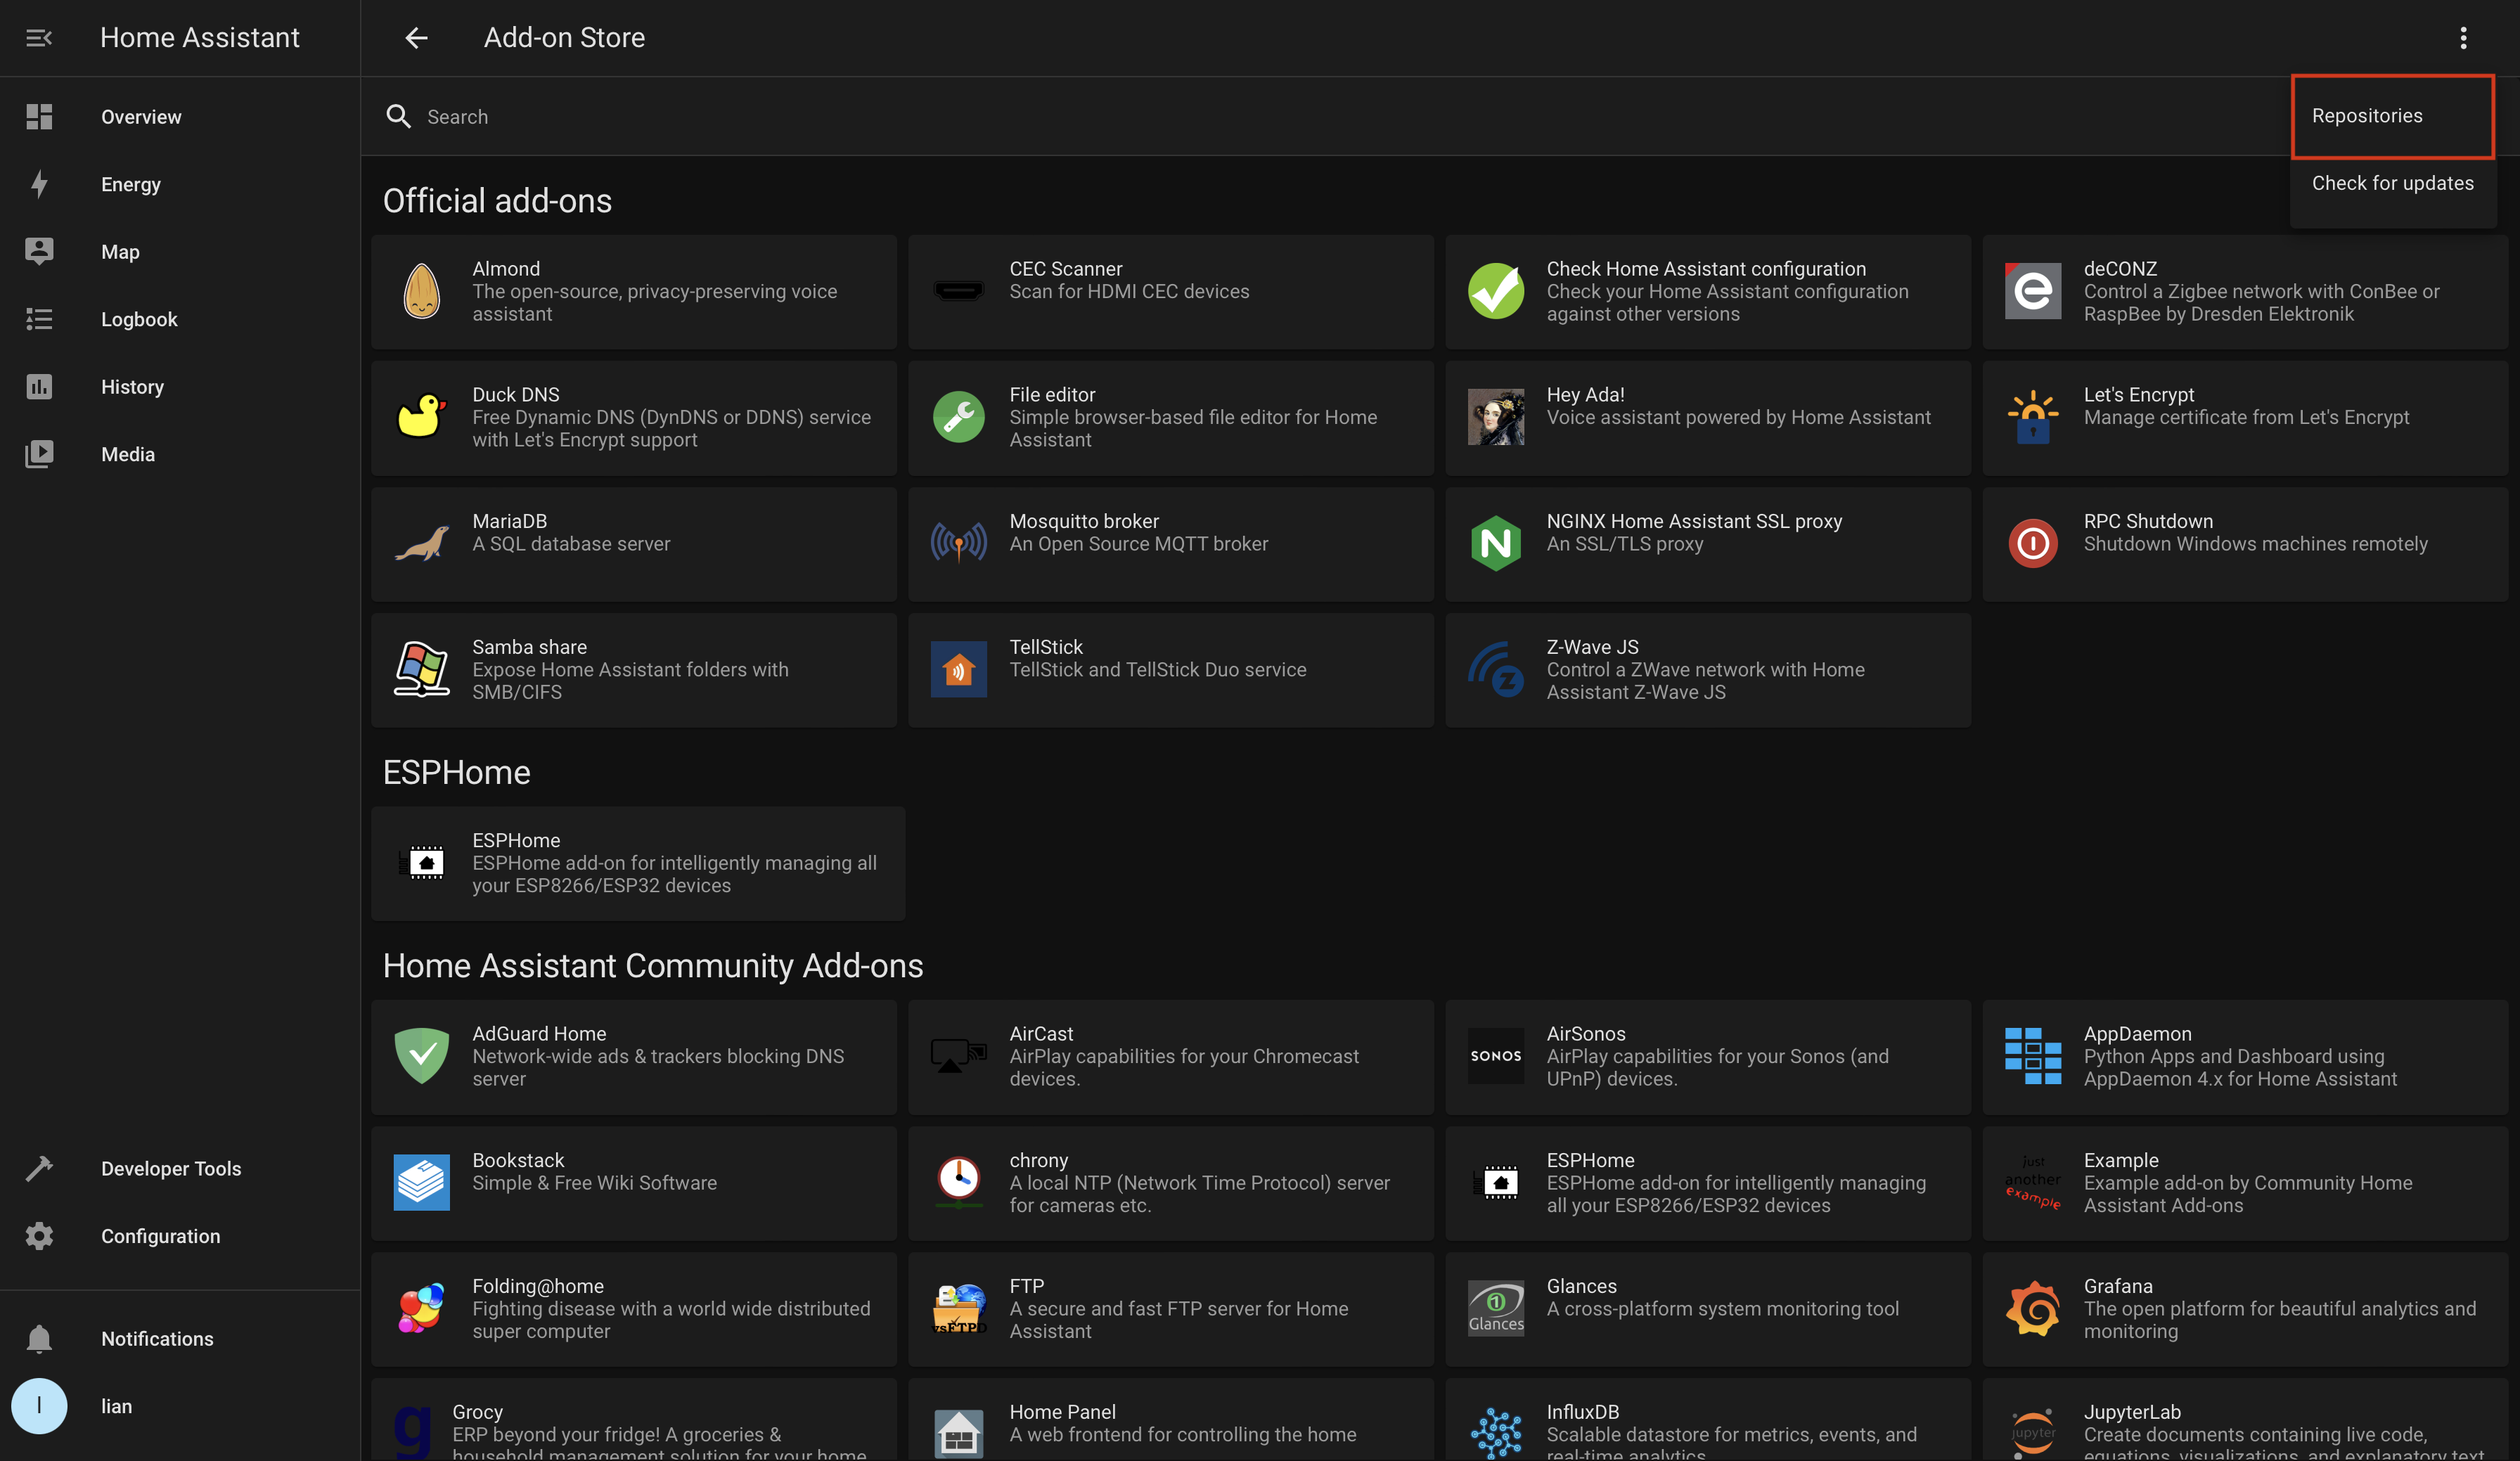 Home Assistant
Add-on Store
Overview
Energy
Map
Logbook
History
Media
Developer Tools
Configuration
Notifications
l
lian
Search
Repositories
Check for updates
Official add-ons
Almond
The open-source, privacy-preserving voice
assistant
CEC Scanner
Scan for HDMI CEC devices
Check Home Assistant configuration
Check your Home Assistant configuration
against other versions
deCONZ
Control a Zigbee network with ConBee or
RaspBee by Dresden Elektronik
Duck DNS
Free Dynamic DNS (DynDNS or DDNS) service
with Let's Encrypt support
File editor
Simple browser-based file editor for Home
Assistant
Hey Ada!
Voice assistant powered by Home Assistant
Let's Encrypt
Manage certificate from Let's Encrypt
MariaDB
A SQL database server
Mosquitto broker
An Open Source MQTT broker
N
NGINX Home Assistant SSL proxy
An SSL/TLS proxy
RPC Shutdown
Shutdown Windows machines remotely
Samba share
Expose Home Assistant folders with
SMB/CIFS
TellStick
TellStick and TellStick Duo service
Z
Z-Wave JS
Control a ZWave network with Home
Assistant Z-Wave JS
ESPHome
ESPHome
ESPHome add-on for intelligently managing all
your ESP8266/ESP32 devices
Home Assistant Community Add-ons
AdGuard Home
Network-wide ads & trackers blocking DNS
server
AirCast
AirPlay capabilities for your Chromecast
devices.
SONOS
AirSonos
AirPlay capabilities for your Sonos (and
UPnP) devices.
AppDaemon
Python Apps and Dashboard using
AppDaemon 4.x for Home Assistant
Bookstack
Simple & Free Wiki Software
chrony
A local NTP (Network Time Protocol) server
for cameras etc.
ESPHome
ESPHome add-on for intelligently managing
all your ESP8266/ESP32 devices
just
another
example
Example
Example add-on by Community Home
Assistant Add-ons
Folding@home
Fighting disease with a world wide distributed
super computer
vsFTPD
FTP
A secure and fast FTP server for Home
Assistant
Glances
Glances
A cross-platform system monitoring tool
Grafana
The open platform for beautiful analytics and
monitoring
g
Grocy
ERP beyond your fridge! A groceries &
household management solution for your home
Home Panel
A web frontend for controlling the home
InfluxDB
Scalable datastore for metrics, events, and
real-time analytics
jupyter
JupyterLab
Create documents containing live code,
equations, visualizations, and explanatory text